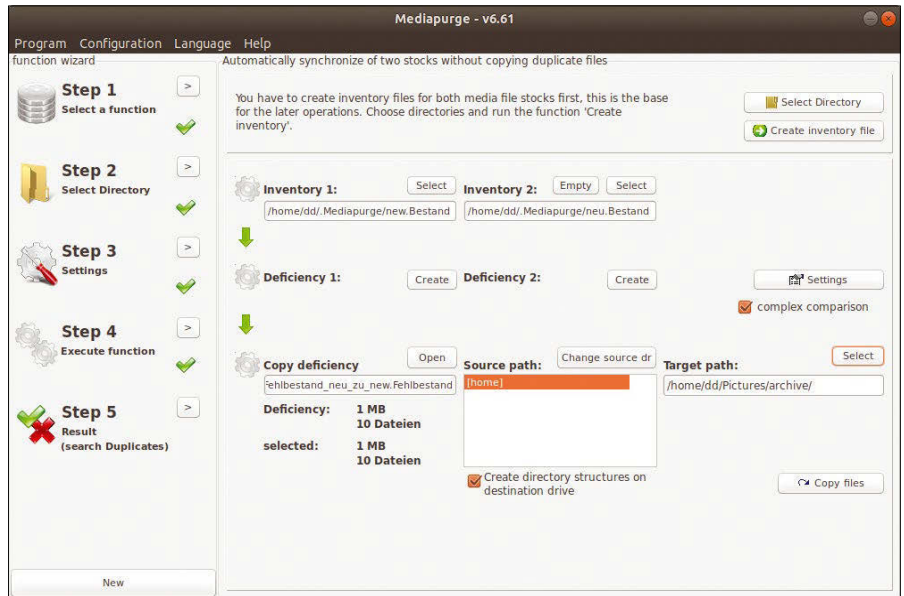 Mediapurge - v6.61
Program Configuration Language Help
function wizard
Step 1
>
Select a function
Step 2
>
Select Directory
Step 3
>
Settings
Step 4
>
Execute function
Step 5
>
Result
(search Duplicates)
New
Automatically synchronize of two stocks without copying duplicate files
You have to create inventory files for both media file stocks first, this is the base
for the later operations. Choose directories and run the function 'Create
inventory'.
Select Directory
Create inventory file
Inventory 1: Select Inventory 2: Empty Select
/home/dd/.Mediapurge/new.Bestand /home/dd/.Mediapurge/neu.Bestand
Deficiency 1: Create Deficiency 2: Create Settings
complex comparison
Copy deficiency Open Source path: Change source dr Target path: Select
Fehlbestand_neu_zu_new.Fehlbestand [home] /home/dd/Pictures/archive/
Deficiency: 1 MB
10 Dateien
selected: 1 MB
10 Dateien
Create directory structures on
destination drive
Copy files